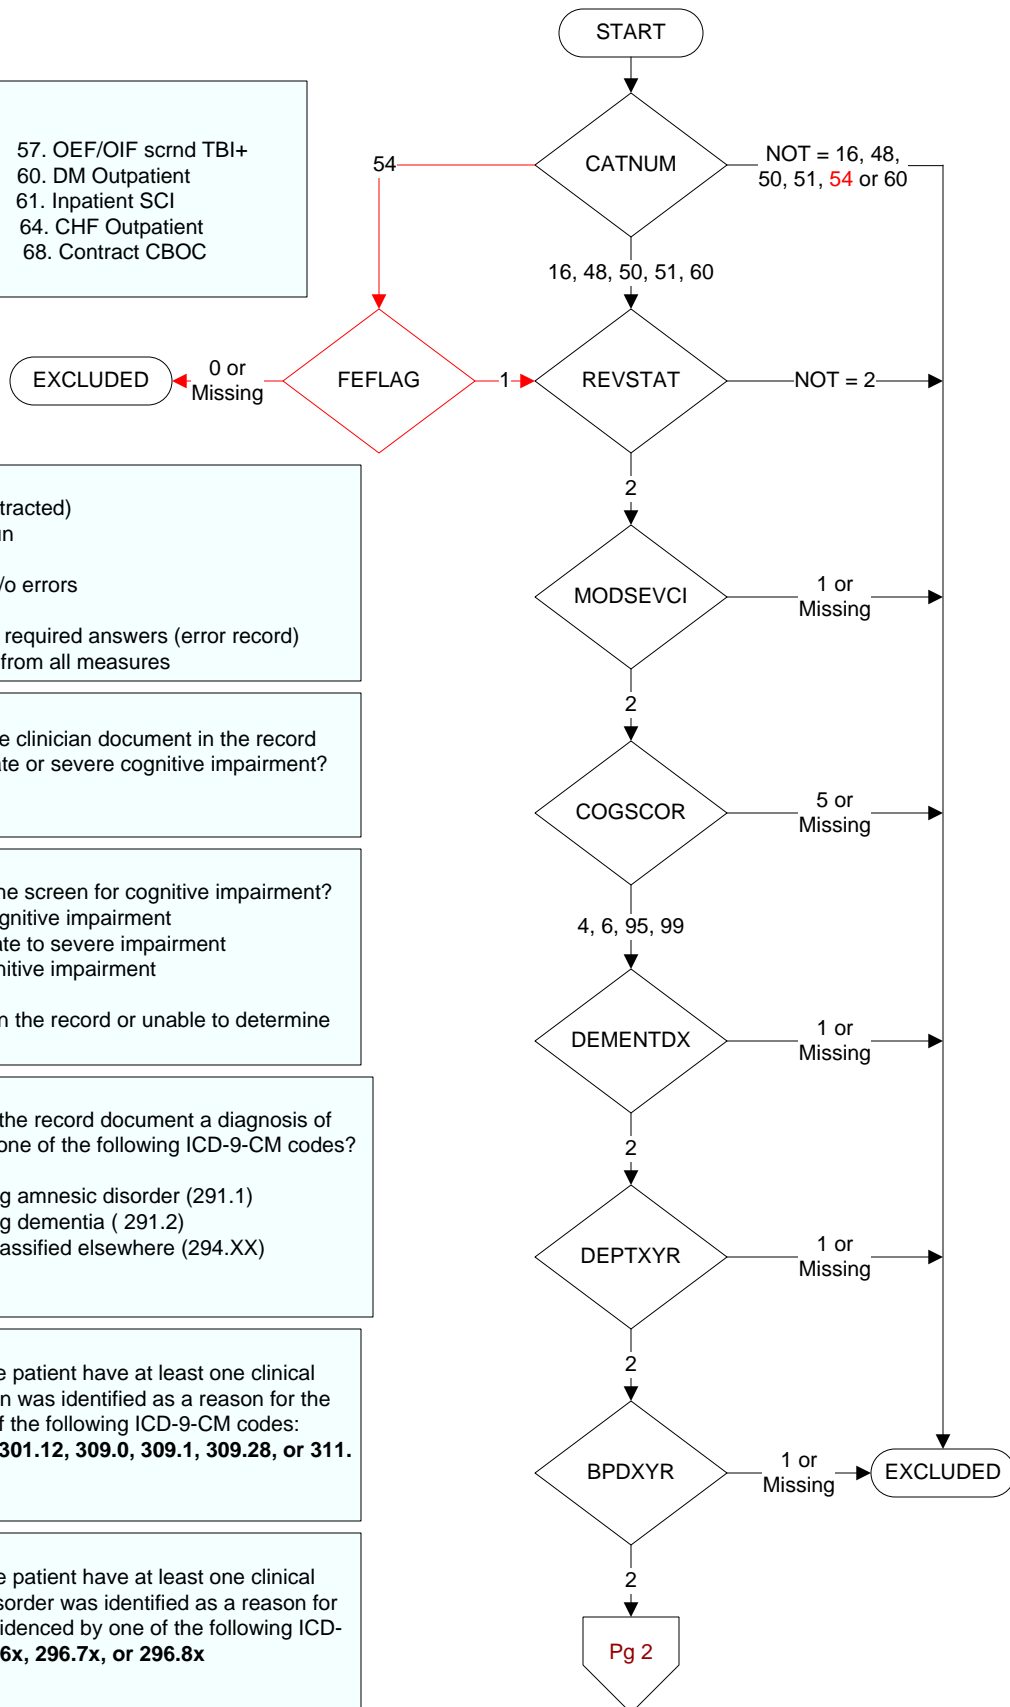 START
57. OEF/OIF scrnd TBI+
60. DM Outpatient
61. Inpatient SCI
64. CHF Outpatient
68. Contract CBOC
54
CATNUM
NOT = 16, 48,
50, 51, 54 or 60
16, 48, 50, 51, 60
EXCLUDED
0 or
Missing
FEFLAG
1
REVSTAT
NOT = 2
2
tracted)
un
/o errors
required answers (error record)
from all measures
MODSEVCI
1 or
Missing
2
e clinician document in the record
ate or severe cognitive impairment?
COGSCOR
5 or
Missing
4, 6, 95, 99
he screen for cognitive impairment?
gnitive impairment
ate to severe impairment
nitive impairment
n the record or unable to determine
DEMENTDX
1 or
Missing
2
the record document a diagnosis of
one of the following ICD-9-CM codes?
g amnesic disorder (291.1)
g dementia ( 291.2)
assified elsewhere (294.XX)
DEPTXYR
1 or
Missing
2
e patient have at least one clinical
n was identified as a reason for the
f the following ICD-9-CM codes:
301.12, 309.0, 309.1, 309.28, or 311.
BPDXYR
1 or
Missing
EXCLUDED
2
e patient have at least one clinical
sorder was identified as a reason for
idenced by one of the following ICD-
6x, 296.7x, or 296.8x
Pg 2